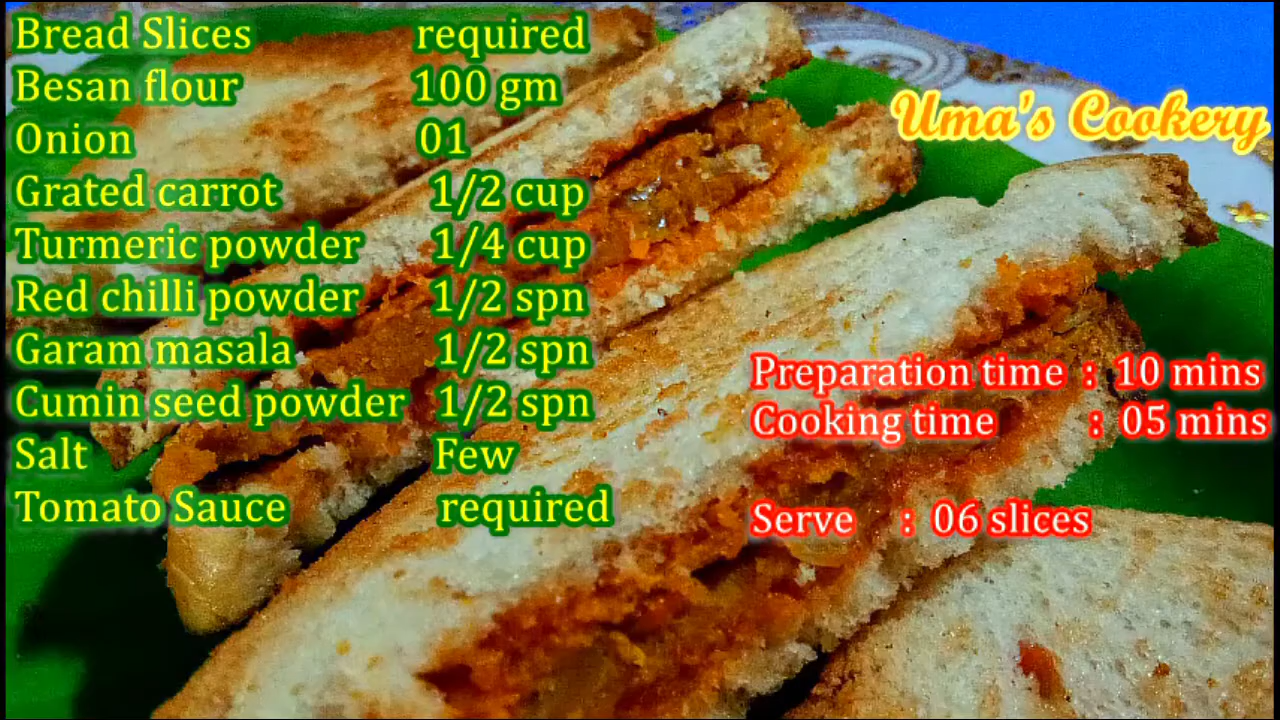 Bread Slices required
Besan flour 100 gm
Onion 01
Grated carrot 1/2 cup
Turmeric powder 1/4 cup
Red chilli powder 1/2 spn
Garam masala 1/2 spn
Cumin seed powder 1/2 spn
Salt Few
Tomato Sauce required
Uma's Cookery
Preparation time : 10 mins
Cooking time : 05 mins
Serve : 06 slices